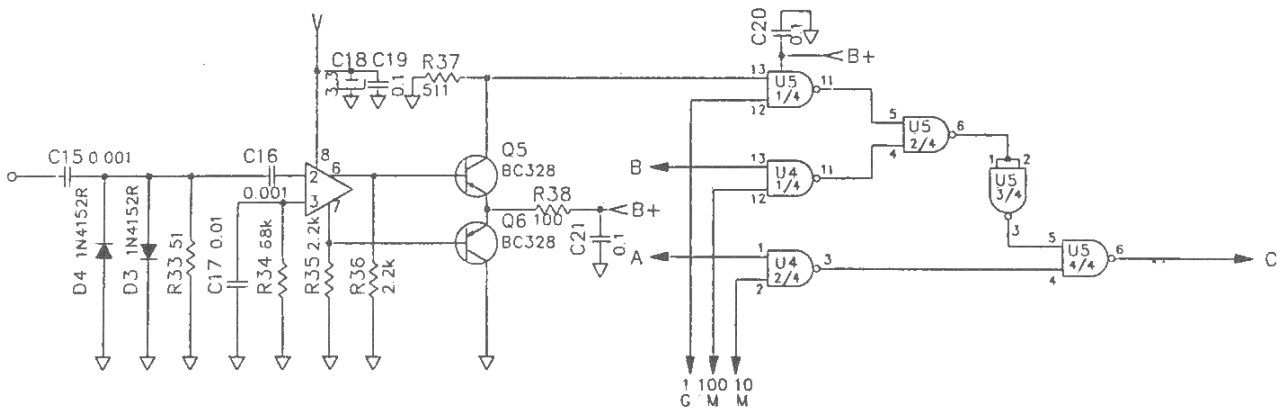 V
C20
0.1
B+
C18 C19
3.3
0.1
R37
511
13
U5
1/4
11
12
5
U5
2/4
6
4
C15 0.001
C16
0.001
8
2
6
3
7
Q5
BC328
B
13
U4
1/4
11
12
1
2
U5
3/4
3
R38
100
B+
C21
0.1
Q6
BC328
D4 1N4152R
D3 1N4152R
R33 51
C17 0.01
R34 68k
R35 2.2k
R36
2.2k
A
1
U4
2/4
3
2
5
U5
4/4
6
4
C
1 100 10
G M M